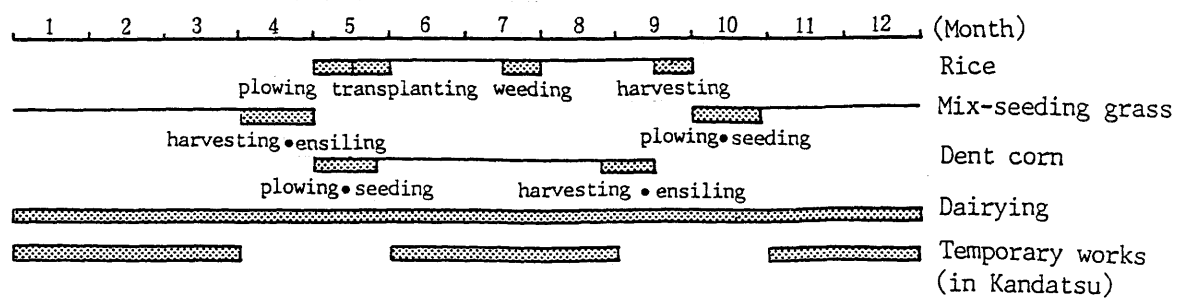 1 2 3 4 5 6 7 8 9 10 11 12 (Month)
Rice
plowing transplanting weeding harvesting
Mix-seeding grass
harvesting•ensiling plowing•seeding
Dent corn
plowing•seeding harvesting•ensiling
Dairying
Temporary works
(in Kandatsu)